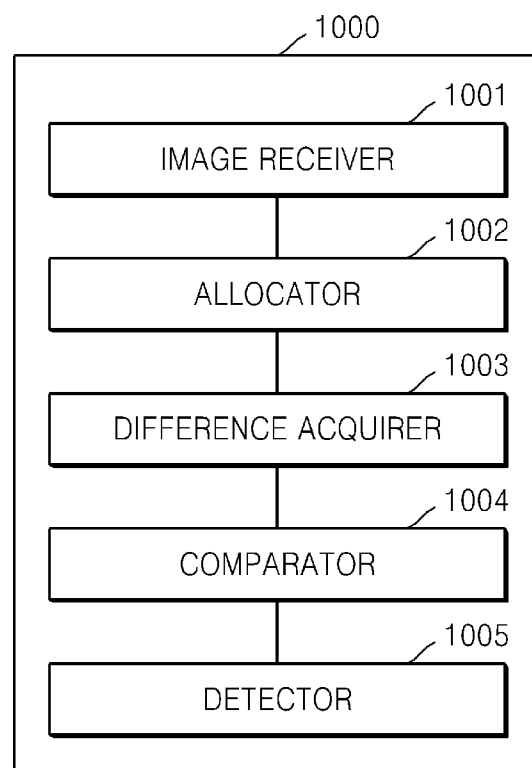 1000
1001
IMAGE RECEIVER
1002
ALLOCATOR
1003
DIFFERENCE ACQUIRER
1004
COMPARATOR
1005
DETECTOR